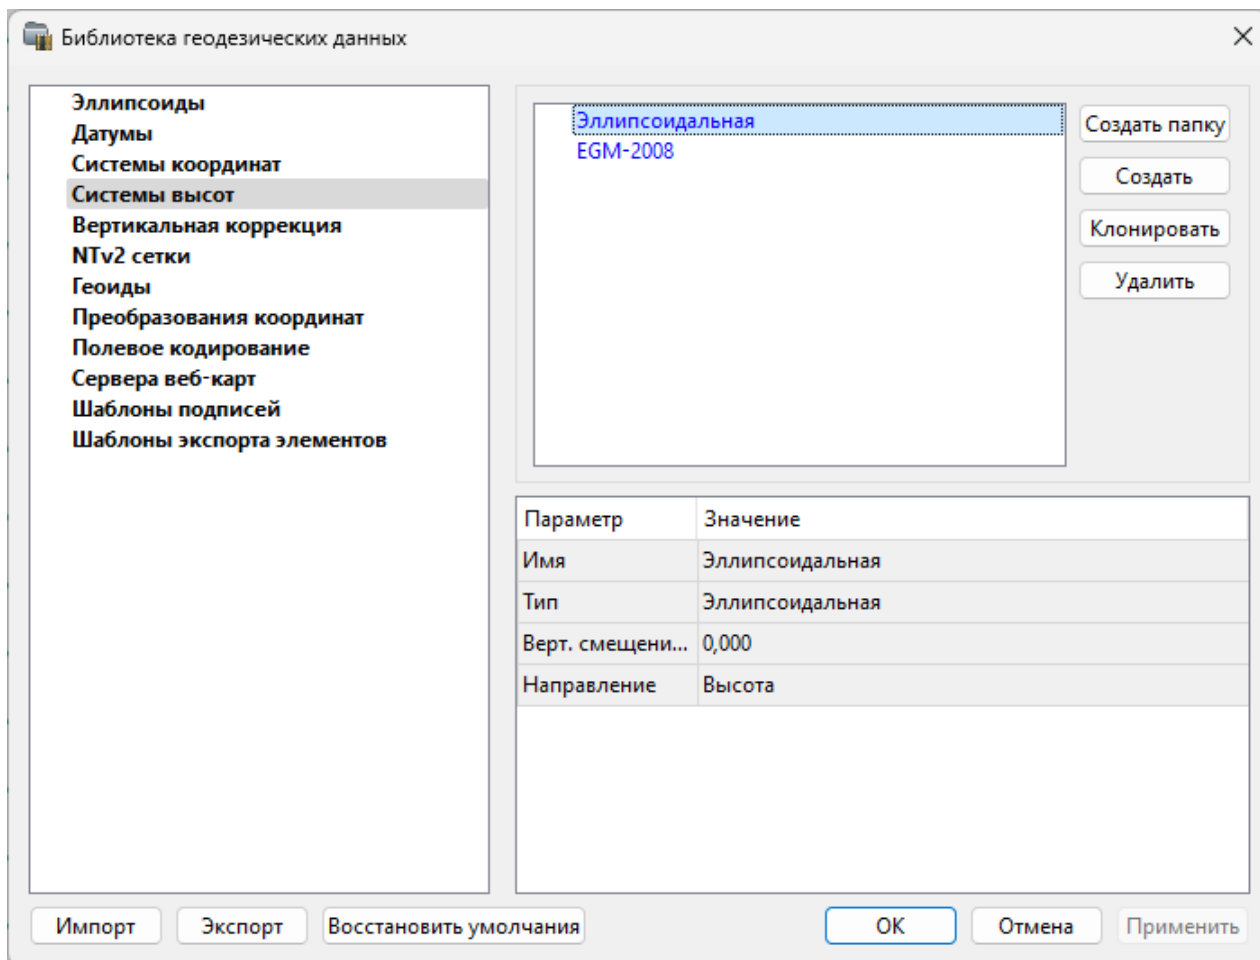 Библиотека геодезических данных
Эллипсоиды
Датумы
Системы координат
Системы высот
Вертикальная коррекция
NTv2 сетки
Геоиды
Преобразования координат
Полевое кодирование
Сервера веб-карт
Шаблоны подписей
Шаблоны экспорта элементов
Эллипсоидальная
EGM-2008
Создать папку
Создать
Клонировать
Удалить
Параметр Значение
Имя Эллипсоидальная
Тип Эллипсоидальная
Верт. смещени... 0,000
Направление Высота
Импорт Экспорт Восстановить умолчания OK Отмена Применить